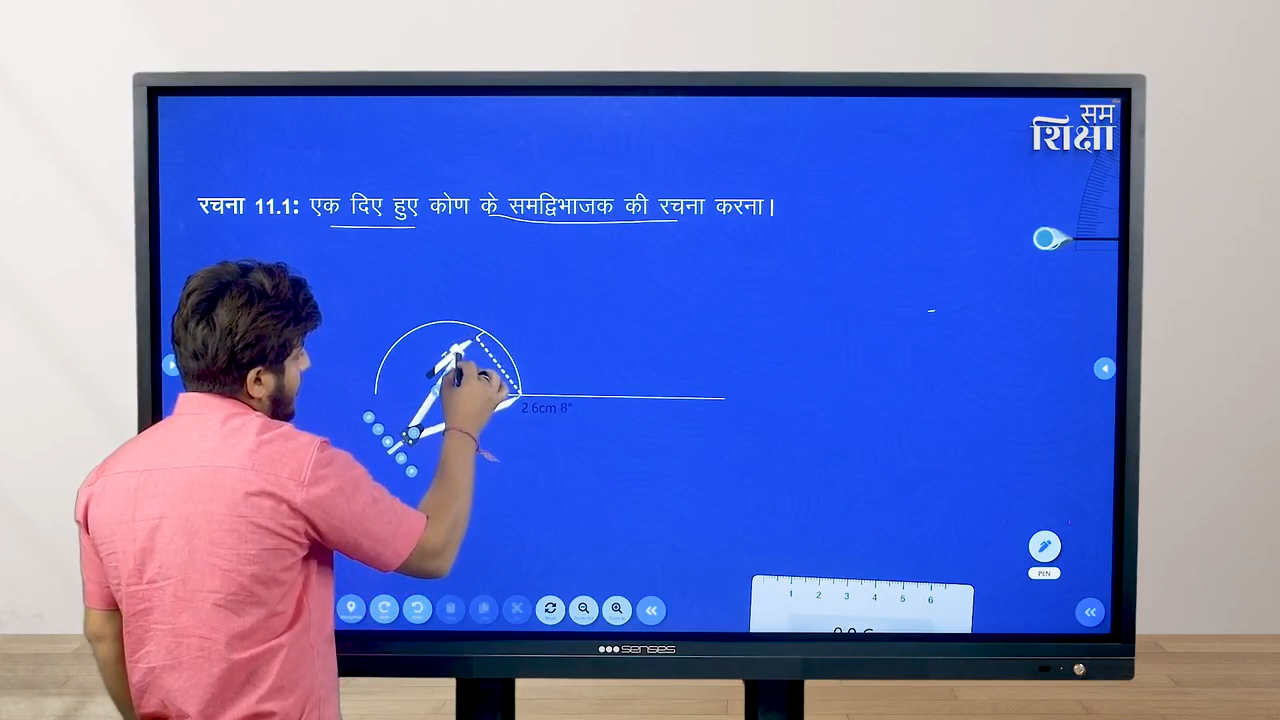 सम
शिक्षा
रचना 11.1: एक दिए हुए कोण के समद्विभाजक की रचना करना।
2.6cm 8°
PEN
1 2 3 4 5 6
senses